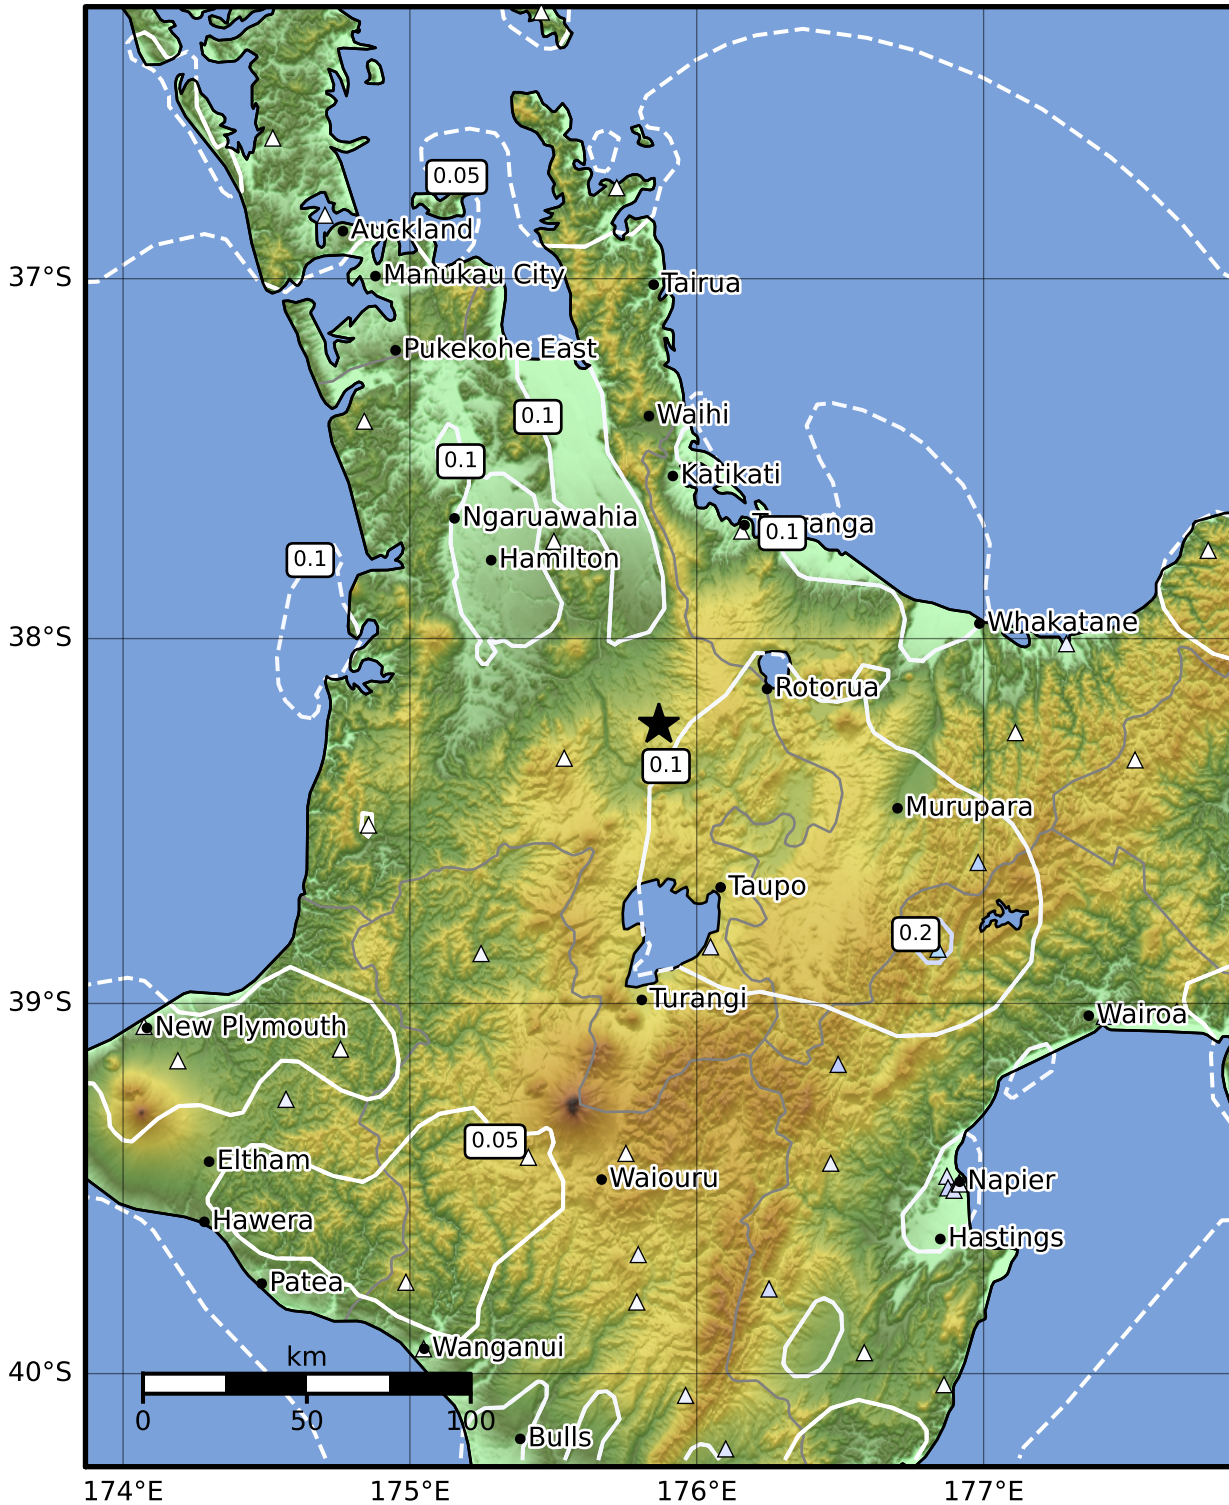 0.05
Auckland
Manukau City
37°S
Tairua
Pukekohe East
0.1
Waihi
0.1
Katikati
Ngaruawahia
0.1
Hamilton
0.1
38°S
Whakatane
Rotorua
0.1
Murupara
Taupo
0.2
39°S
Turangi
New Plymouth
Wairoa
0.05
Eltham
Waiouru
Napier
Hawera
Hastings
Patea
Wanganui
km
40°S
0
50
100
Bulls
174°E
175°E
176°E
177°E